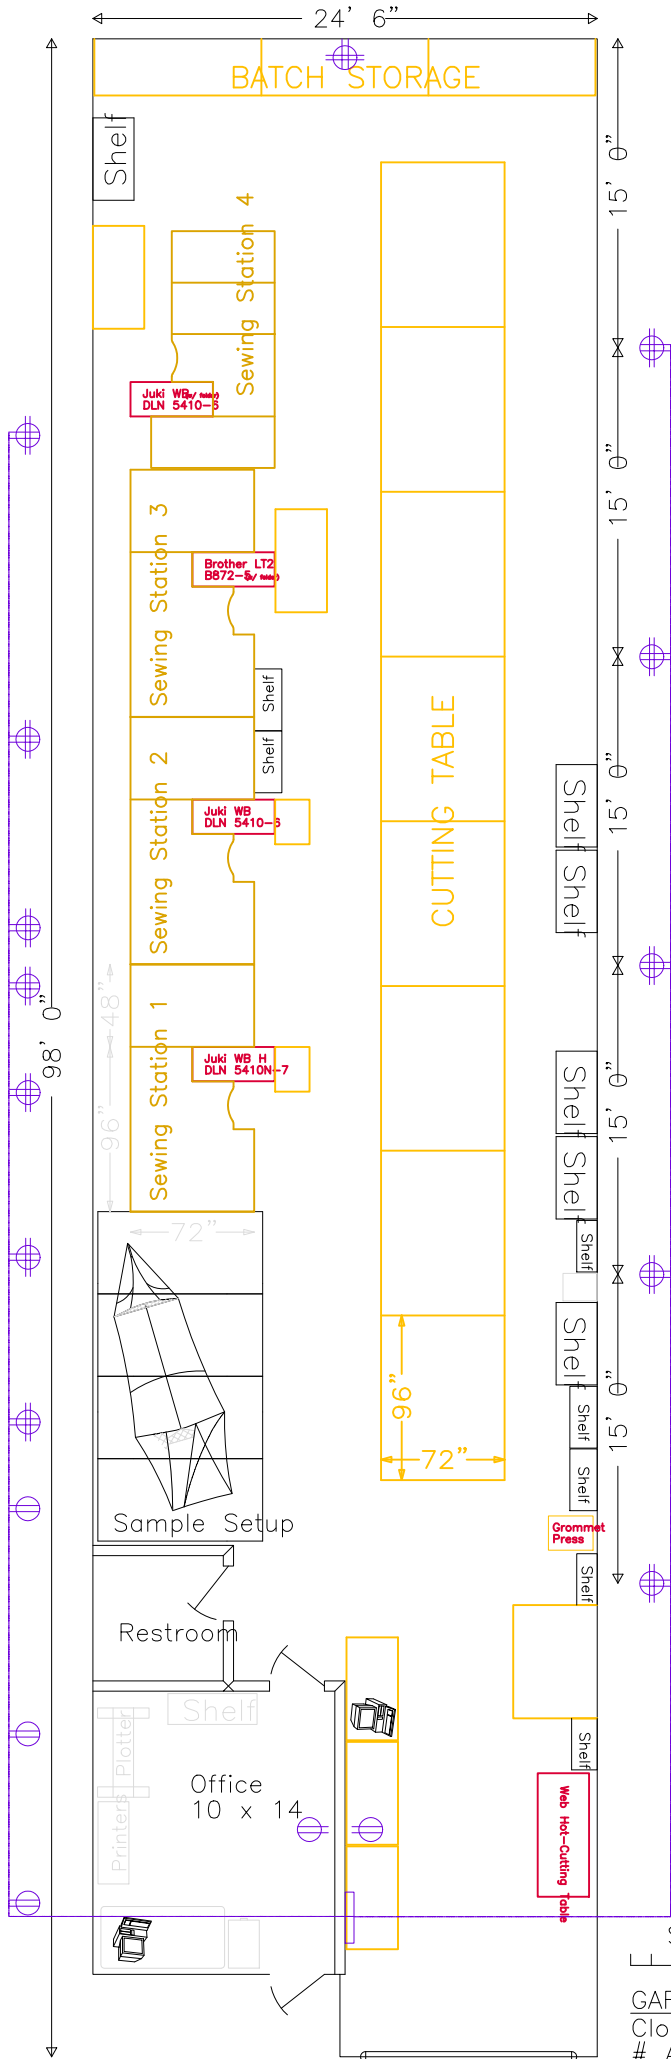 24' 6"
BATCH STORAGE
Shelf
15' 0"
Sewing Station 4
Juki WB (w/ folder)
DLN 5410-6
15' 0"
Sewing Station 3
Brother LT2
B872-5 (w/ folder)
Shelf
Shelf
CUTTING TABLE
15' 0"
Sewing Station 2
Juki WB
DLN 5410-6
Shelf
Shelf
98' 0"
48"
96"
Sewing Station 1
Juki WB H
DLN 5410N-7
15' 0"
Shelf
Shelf
Shelf
72"
Shelf
15' 0"
96"
72"
Shelf
Shelf
Sample Setup
Grommet
Press
Shelf
Restroom
Shelf
Plotter
Printers
Office
10 x 14
Shelf
Web Hot-Cutting Table
GAR
Clo
# A